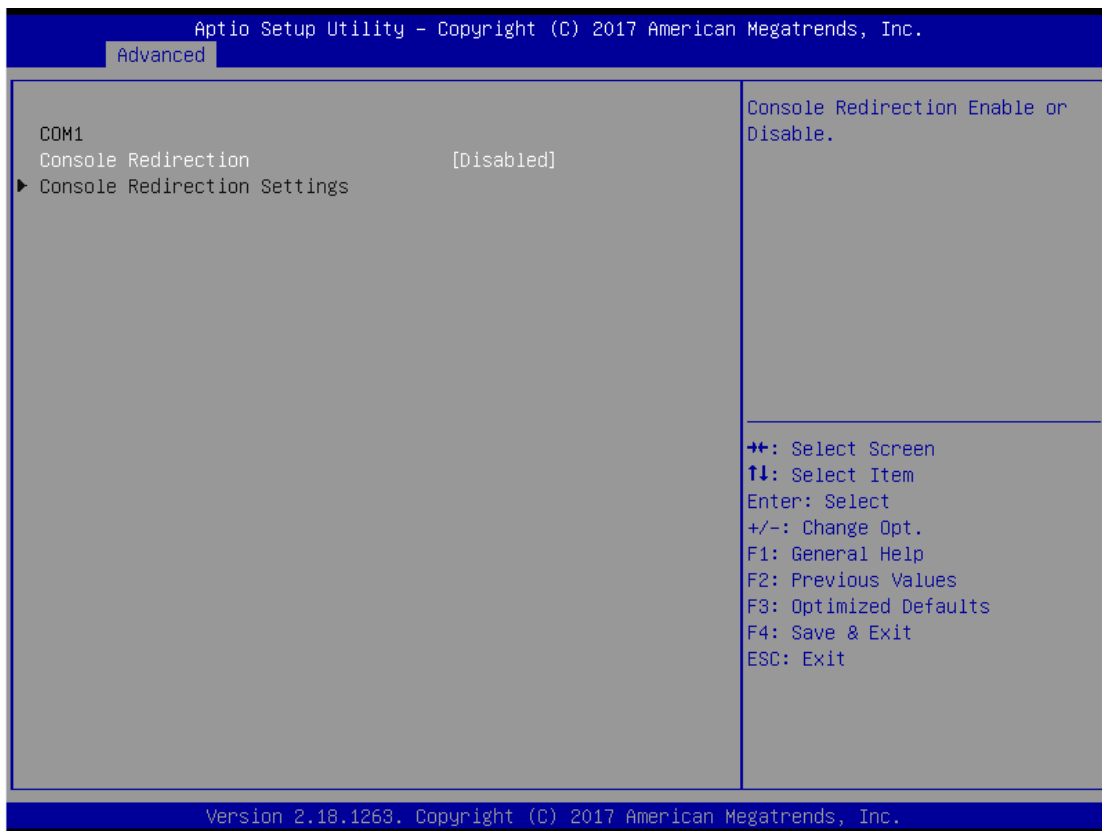 Aptio Setup Utility – Copyright (C) 2017 American Megatrends, Inc.
Advanced
COM1
Console Redirection [Disabled]
▶ Console Redirection Settings
Console Redirection Enable or
Disable.
→←: Select Screen
↑↓: Select Item
Enter: Select
+/-: Change Opt.
F1: General Help
F2: Previous Values
F3: Optimized Defaults
F4: Save & Exit
ESC: Exit
Version 2.18.1263. Copyright (C) 2017 American Megatrends, Inc.